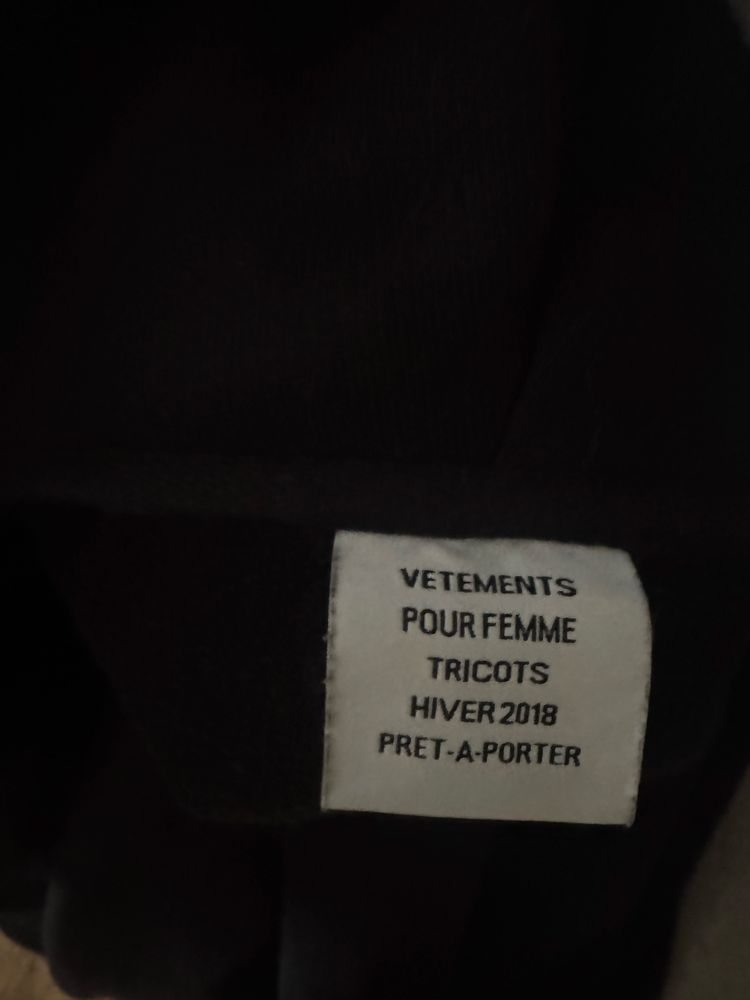 VETEMENTS
POUR FEMME
TRICOTS
HIVER 2018
PRET-A-PORTER